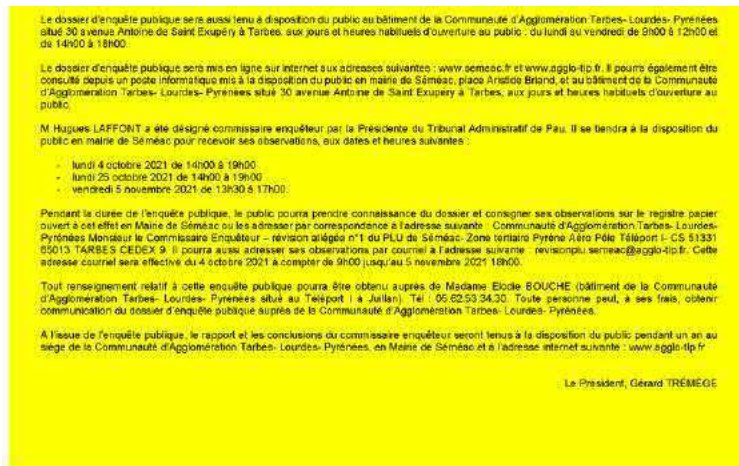 Le dossier d'enquête publique sera aussi tenu à disposition du public au bâtiment de la Communauté d'Agglomération Tarbes- Lourdes- Pyrénées
situé 30 avenue Antoine de Saint Exupéry à Tarbes, aux jours et heures habituels d'ouverture au public : du lundi au vendredi de 9h00 à 12h00 et
de 14h00 à 18h00.
Le dossier d'enquête publique sera mis en ligne sur internet aux adresses suivantes : www.semeac.fr et www.agglo-tlp.fr. Il pourra également être
consulté depuis un poste informatique mis à la disposition du public en mairie de Séméac, place Aristide Briand, et au bâtiment de la Communauté
d'Agglomération Tarbes- Lourdes- Pyrénées situé 30 avenue Antoine de Saint Exupéry à Tarbes, aux jours et heures habituels d'ouverture au
public.
M Hugues LAFFONT a été désigné commissaire enquêteur par la Présidente du Tribunal Administratif de Pau. Il se tiendra à la disposition du
public en mairie de Séméac pour recevoir ses observations, aux dates et heures suivantes :
- lundi 4 octobre 2021 de 14h00 à 19h00
- lundi 25 octobre 2021 de 14h00 à 19h00
- vendredi 5 novembre 2021 de 13h30 à 17h00.
Pendant la durée de l'enquête publique, le public pourra prendre connaissance du dossier et consigner ses observations sur le registre papier
ouvert à cet effet en Mairie de Séméac ou les adresser par correspondance à l'adresse suivante : Communauté d'Agglomération Tarbes- Lourdes-
Pyrénées Monsieur le Commissaire Enquêteur – révision allégée n°1 du PLU de Séméac- Zone tertiaire Pyrène Aéro Pôle Téléport I- CS 51331
65013 TARBES CEDEX 9. Il pourra aussi adresser ses observations par courriel à l'adresse suivante : revisionplu.semeac@agglo-tlp.fr. Cette
adresse courriel sera effective du 4 octobre 2021 à compter de 9h00 jusqu'au 5 novembre 2021 18h00.
Tout renseignement relatif à cette enquête publique pourra être obtenu auprès de Madame Elodie BOUCHE (bâtiment de la Communauté
d'Agglomération Tarbes- Lourdes- Pyrénées situé au Téléport I à Juillan). Tél : 05.62.53.34.30. Toute personne peut, à ses frais, obtenir
communication du dossier d'enquête publique auprès de la Communauté d'Agglomération Tarbes- Lourdes- Pyrénées.
A l'issue de l'enquête publique, le rapport et les conclusions du commissaire enquêteur seront tenus à la disposition du public pendant un an au
siège de la Communauté d'Agglomération Tarbes- Lourdes- Pyrénées, en Mairie de Séméac et à l'adresse internet suivante : www.agglo-tlp.fr
Le Président, Gérard TRÉMÈGE